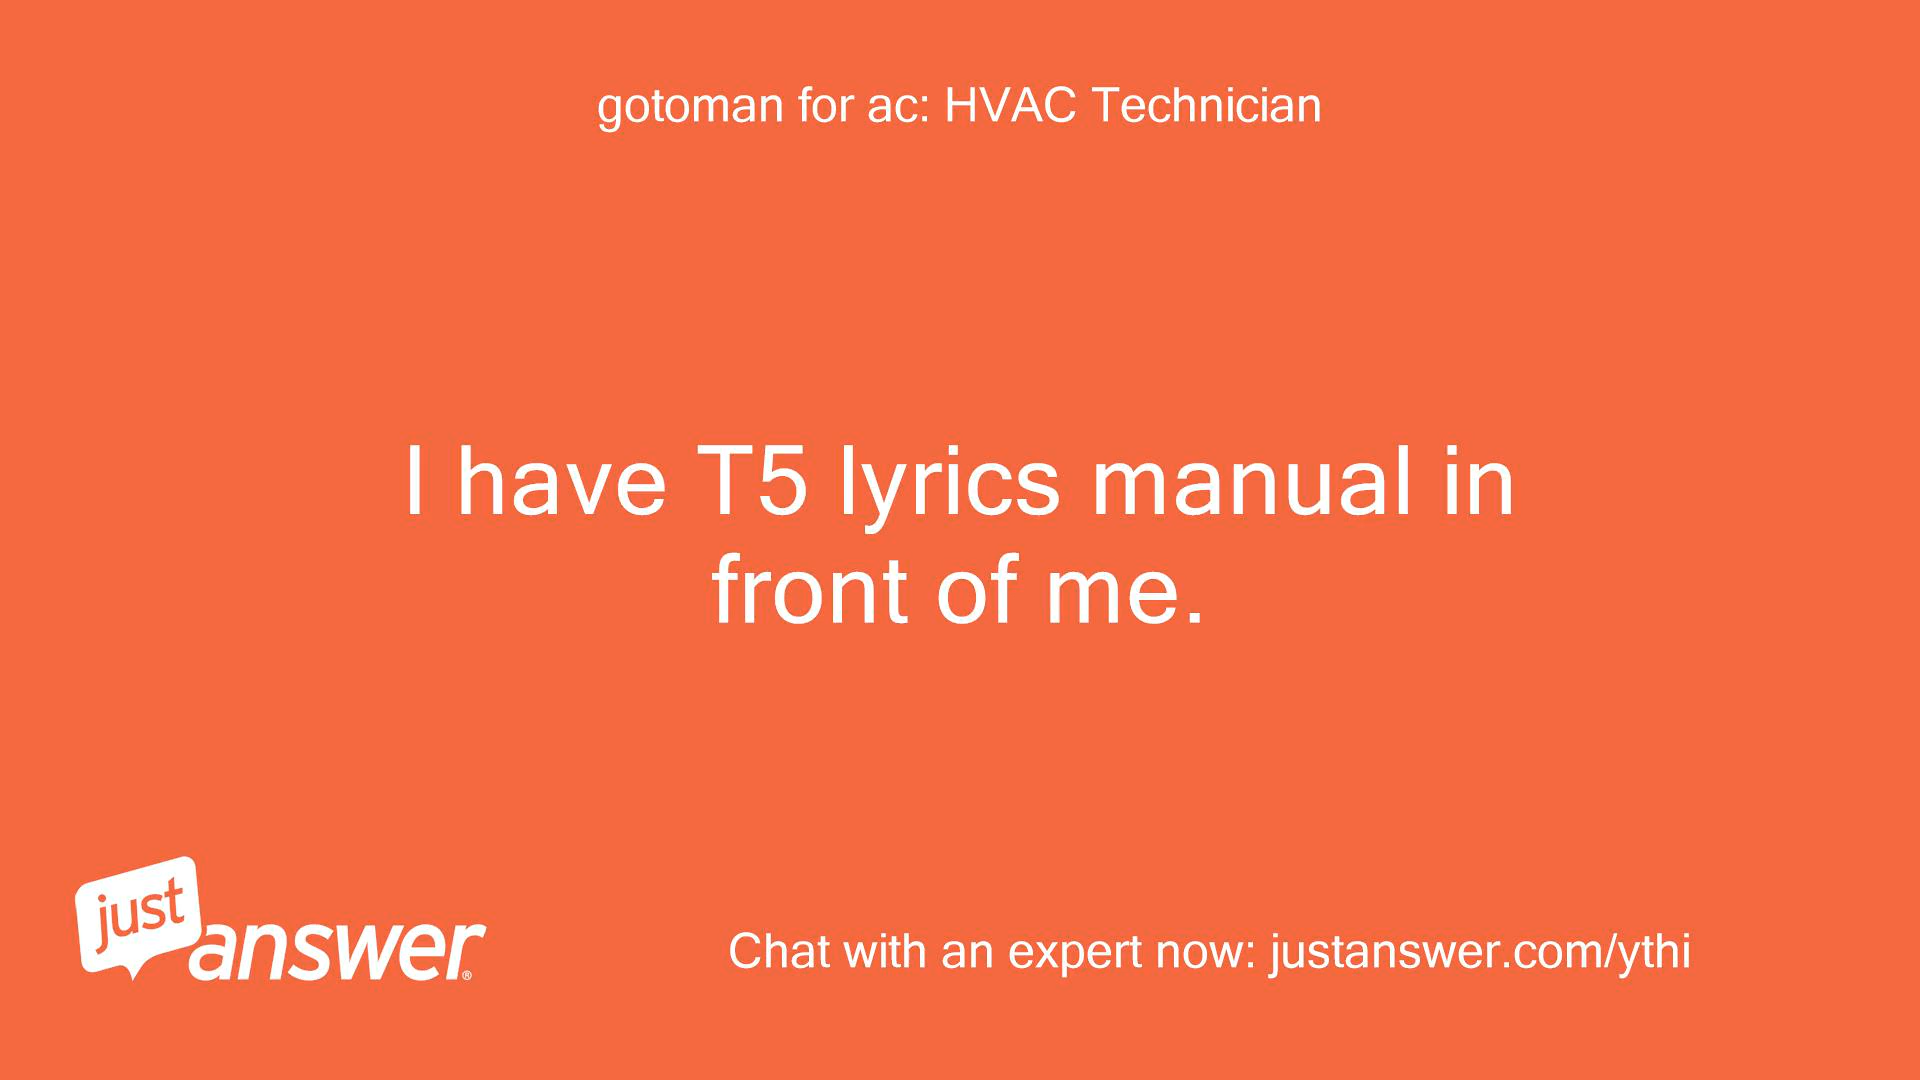 gotoman for ac: HVAC Technician
I have T5 lyrics manual in
front of me.
just
answer®
Chat with an expert now: justanswer.com/ythi